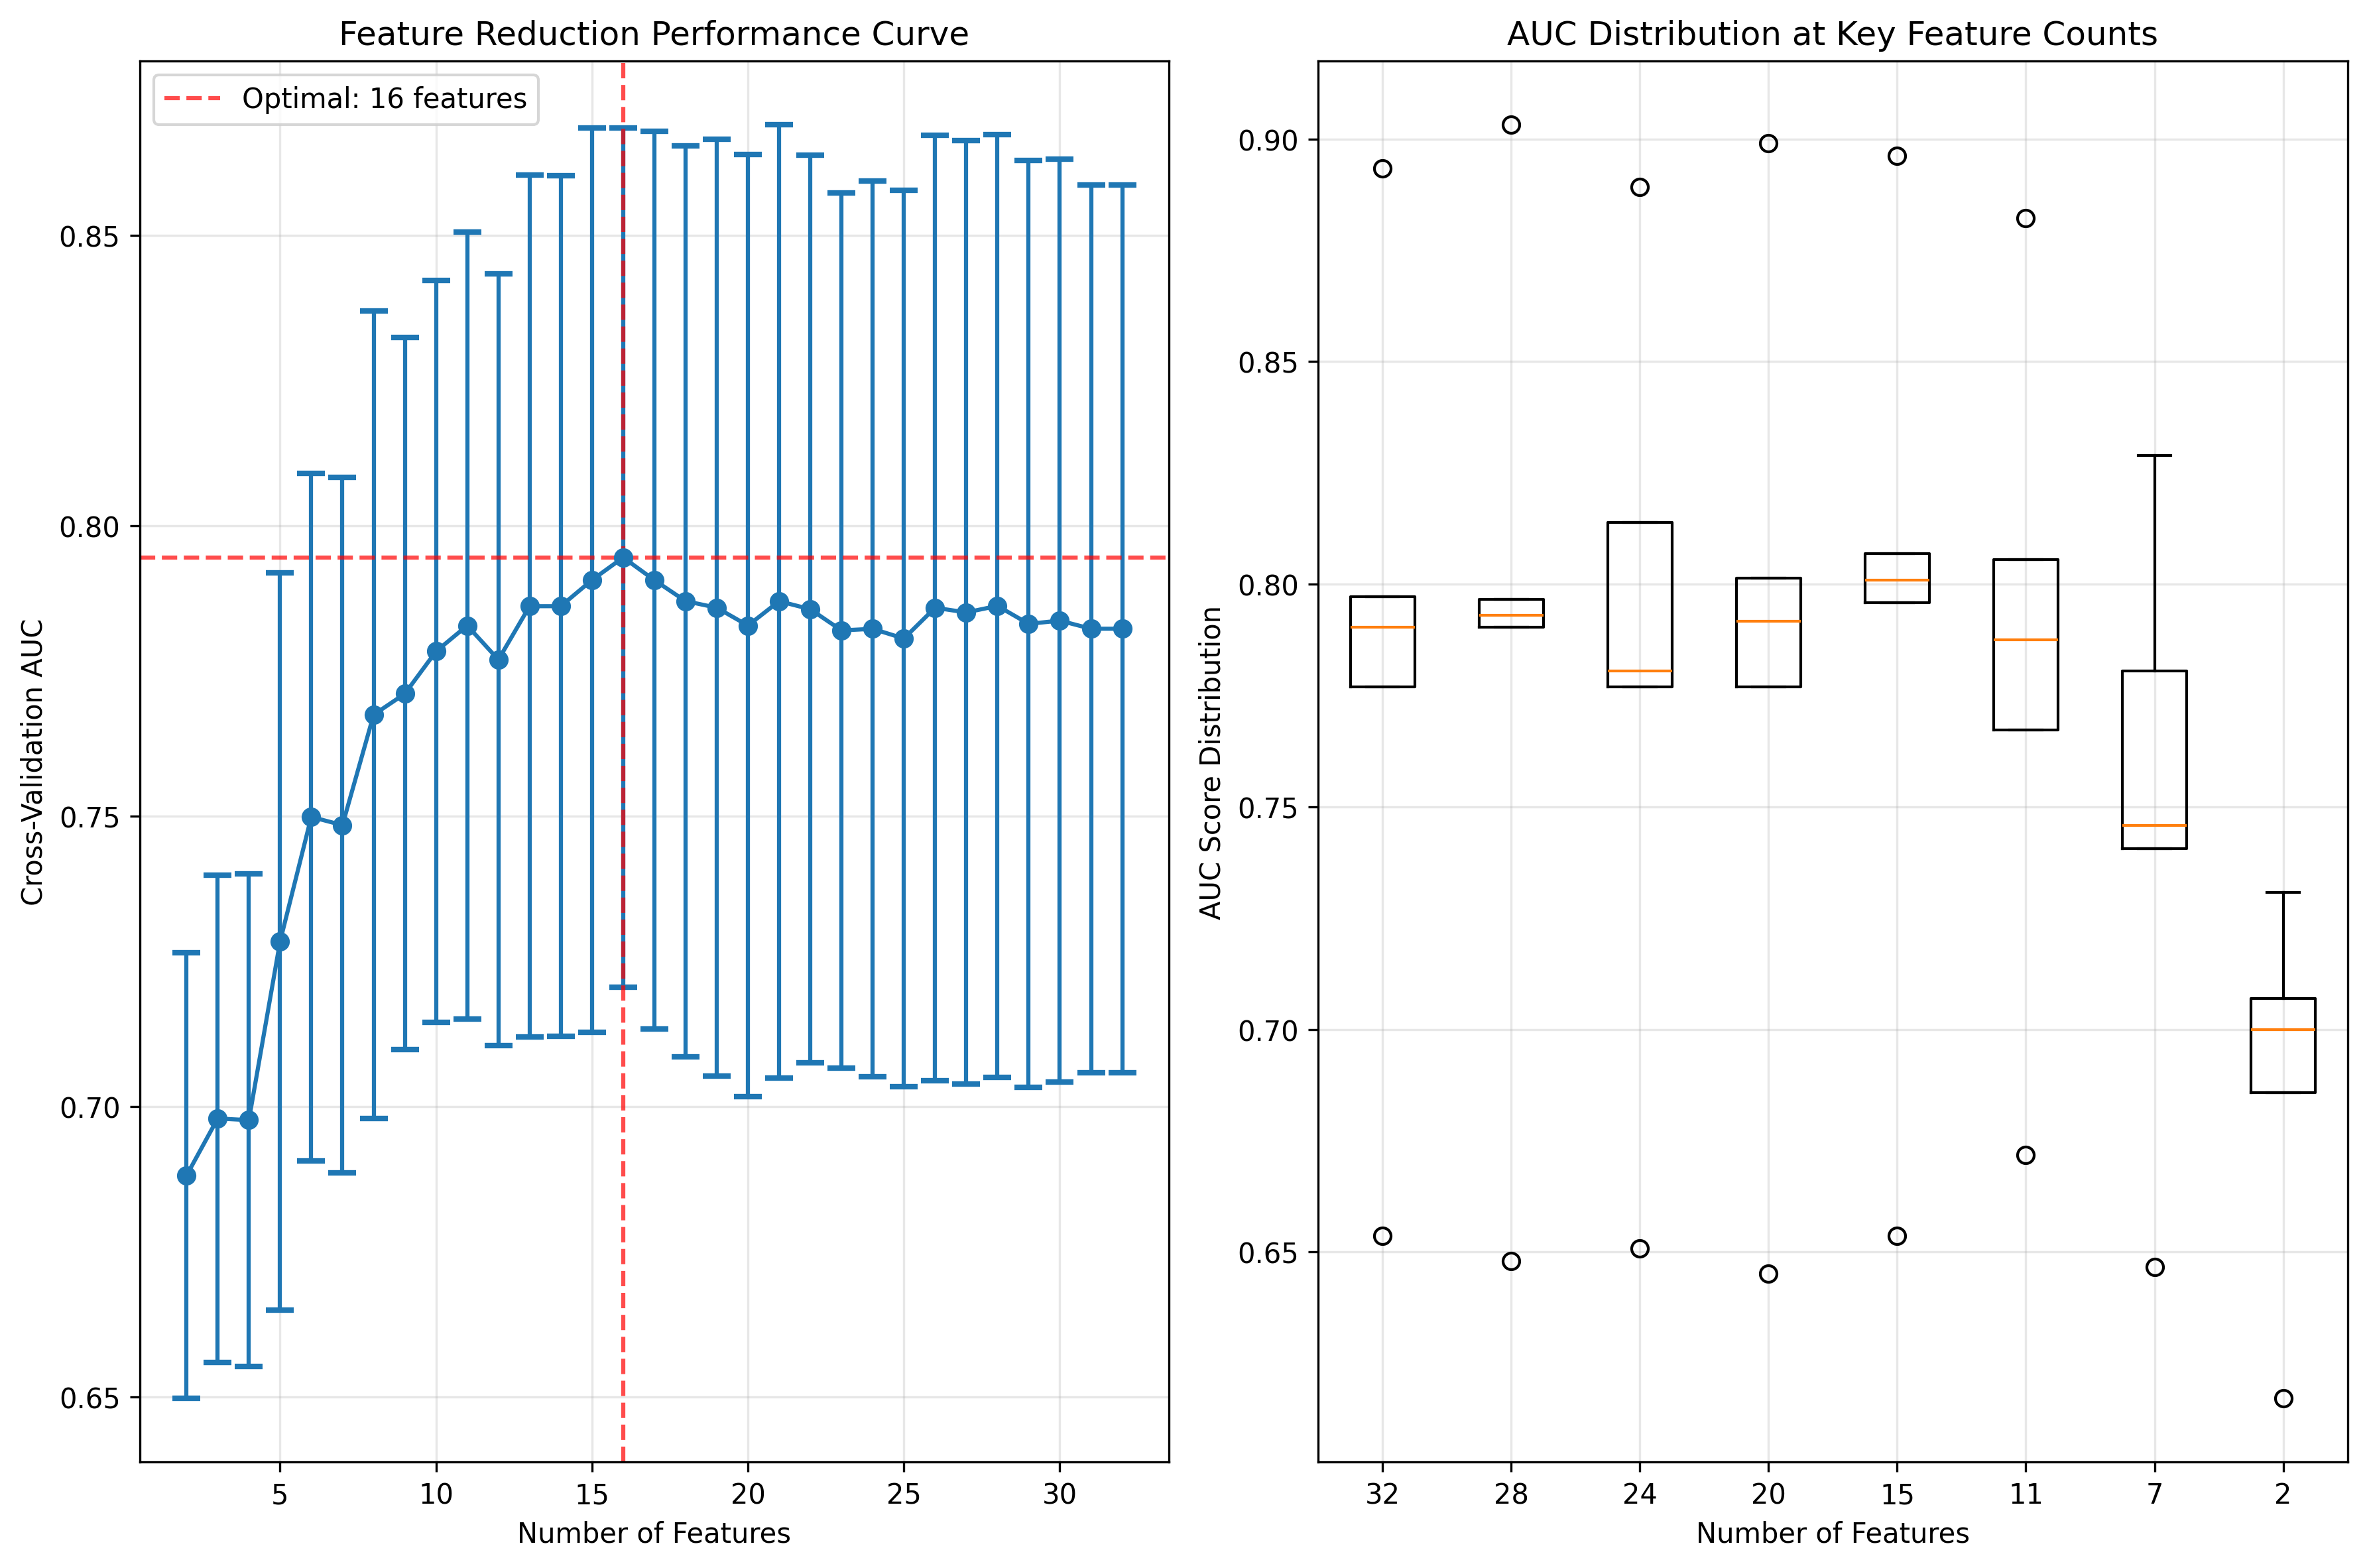 Feature Reduction Performance Curve
Optimal: 16 features
Cross-Validation AUC
0.85
0.80
0.75
0.70
0.65
5 10 15 20 25 30
Number of Features
AUC Distribution at Key Feature Counts
AUC Score Distribution
0.90
0.85
0.80
0.75
0.70
0.65
32 28 24 20 15 11 7 2
Number of Features